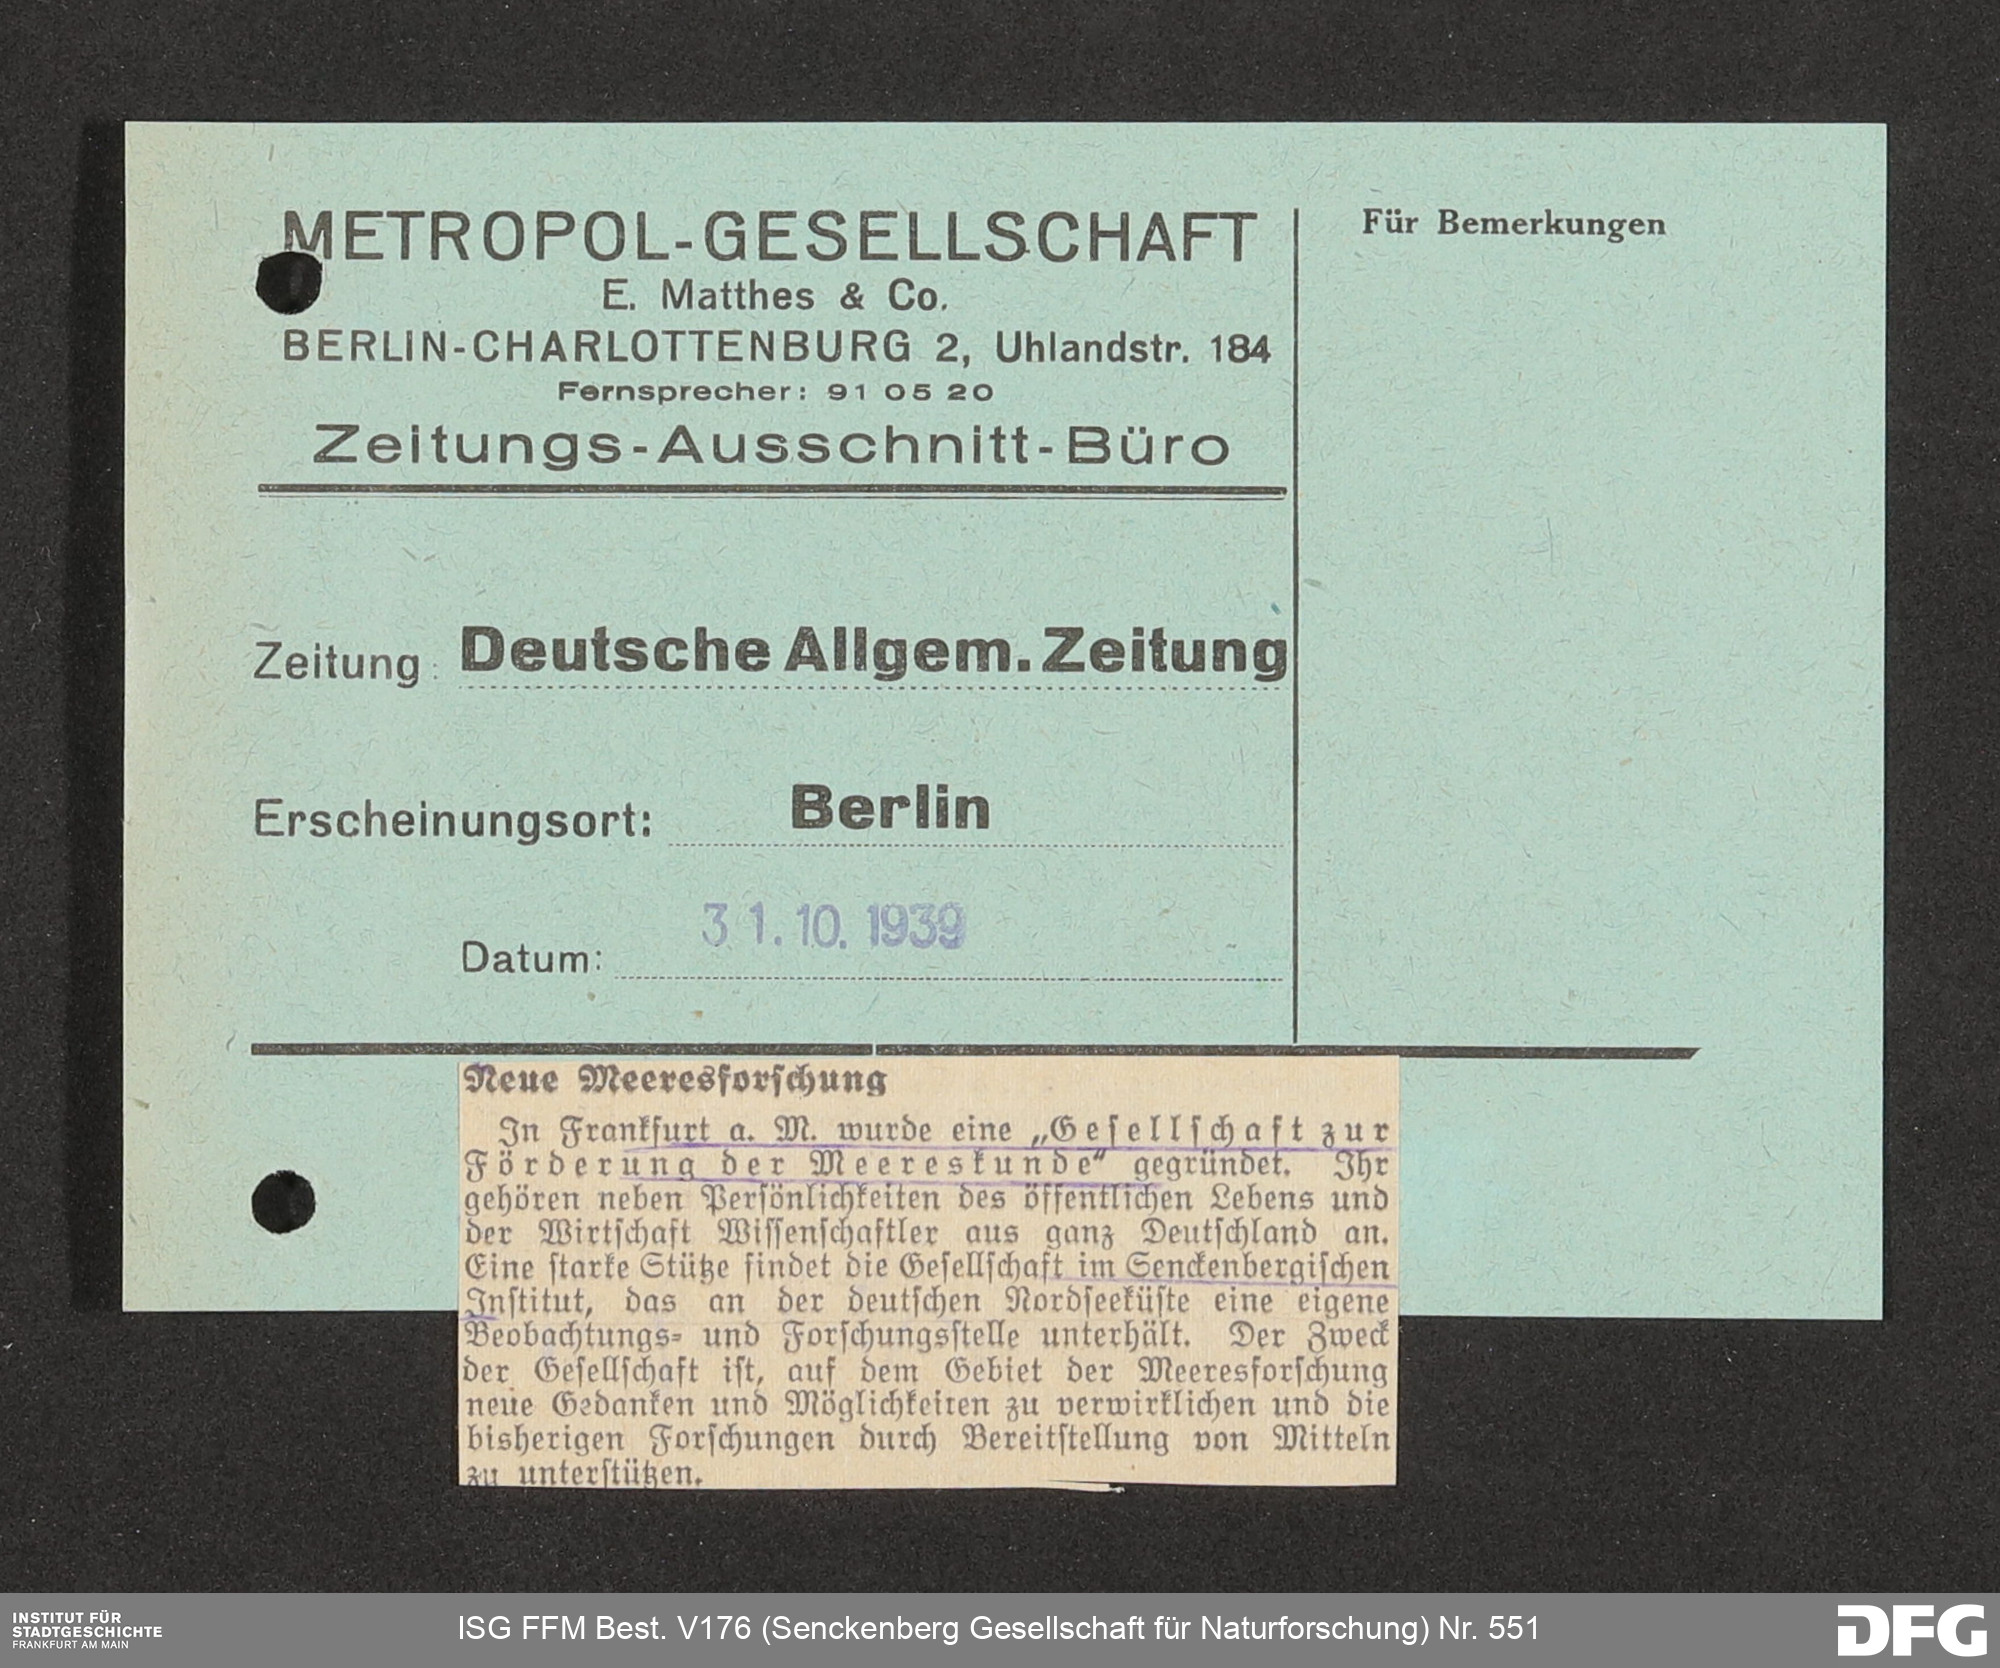 METROPOL-GESELLSCHAFT
E. Matthes & Co.
BERLIN-CHARLOTTENBURG 2, Uhlandstr. 184
Fernsprecher: 91 05 20
Zeitungs-Ausschnitt-Büro
Für Bemerkungen
Zeitung: Deutsche Allgem. Zeitung
Erscheinungsort: Berlin
Datum: 31.10.1939
Neue Meeresforschung
In Frankfurt a. M. wurde eine „Gesellschaft zur
Förderung der Meereskunde“ gegründet. Ihr
gehören neben Persönlichkeiten des öffentlichen Lebens und
der Wirtschaft Wissenschaftler aus ganz Deutschland an.
Eine starke Stütze findet die Gesellschaft im Senckenbergischen
Institut, das an der deutschen Nordseeküste eine eigene
Beobachtungs- und Forschungsstelle unterhält. Der Zweck
der Gesellschaft ist, auf dem Gebiet der Meeresforschung
neue Gedanken und Möglichkeiten zu verwirklichen und die
bisherigen Forschungen durch Bereitstellung von Mitteln
zu unterstützen.
INSTITUT FÜR
STADTGESCHICHTE
FRANKFURT AM MAIN
ISG FFM Best. V176 (Senckenberg Gesellschaft für Naturforschung) Nr. 551
DFG